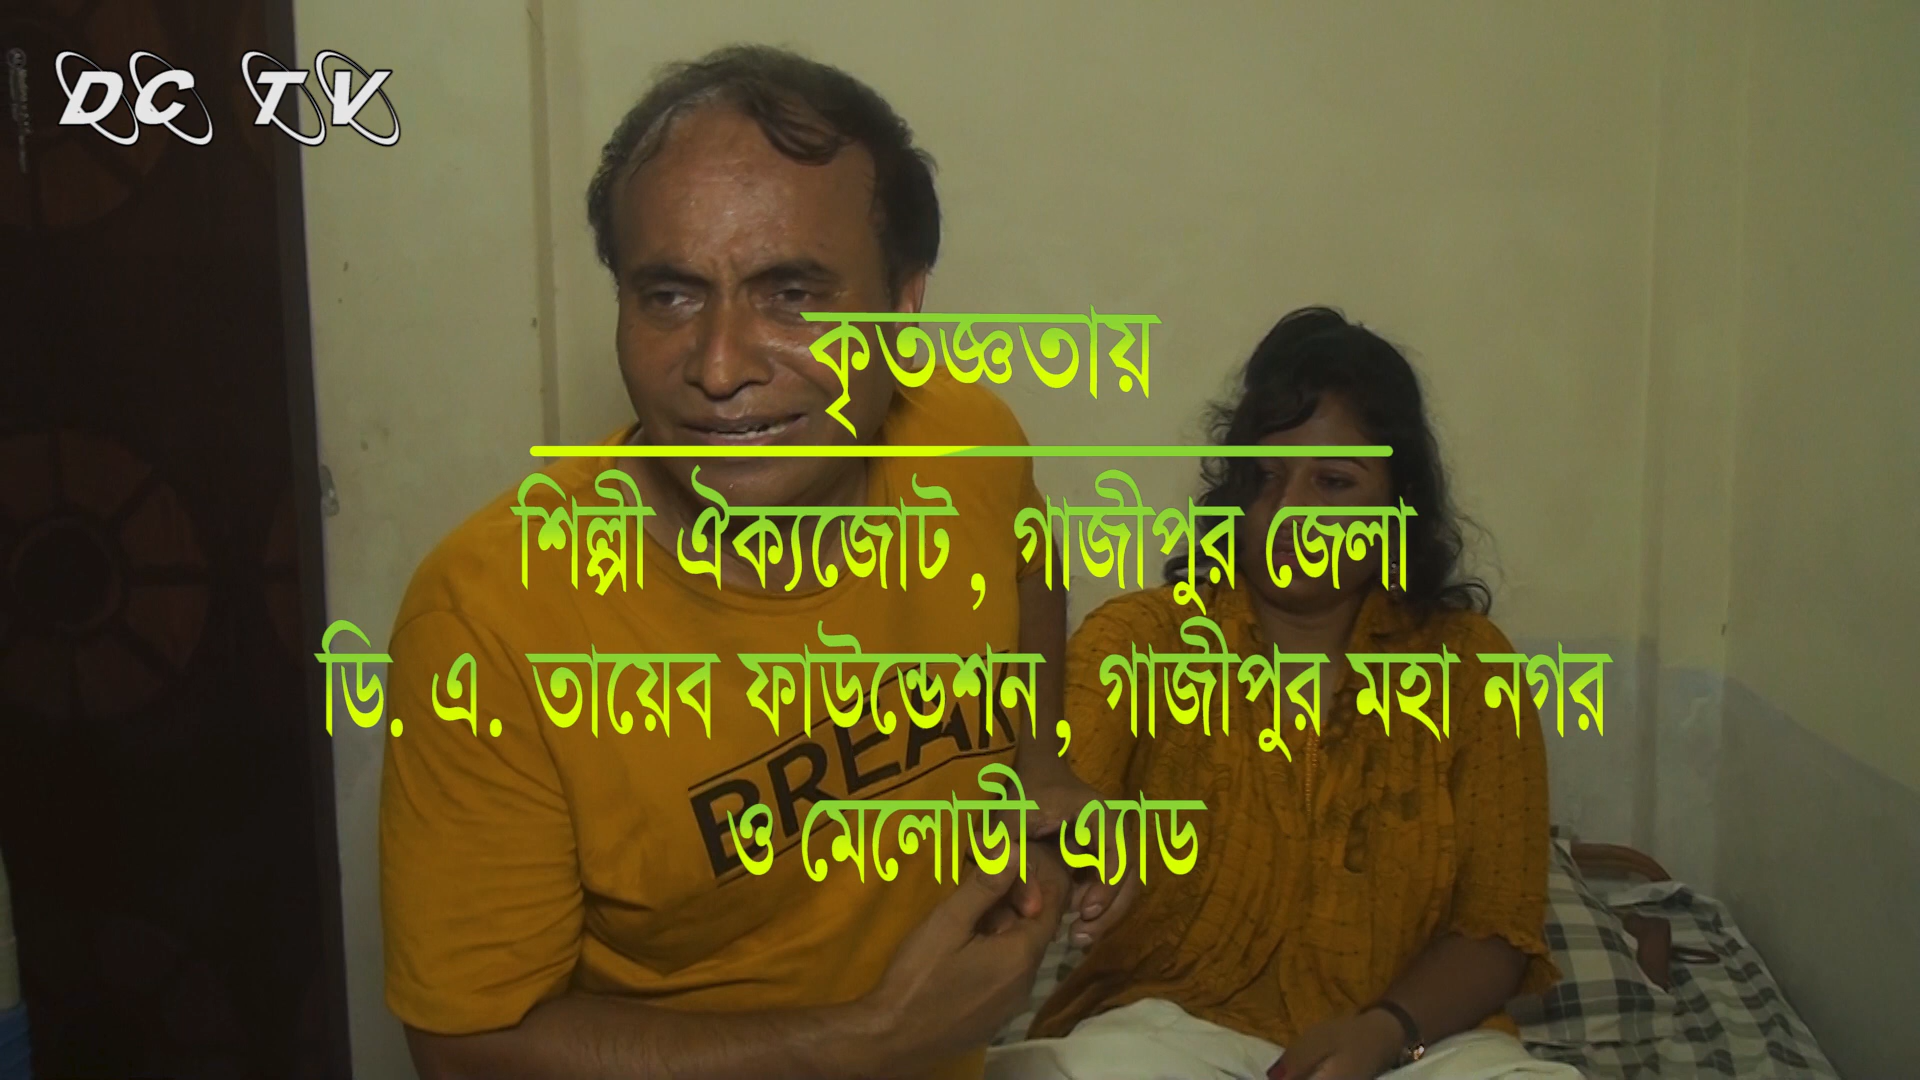 DC TV
কৃতজ্ঞতায়
শিল্পী ঐক্যজোট, গাজীপুর জেলা
ডি. এ. তায়েব ফাউন্ডেশন, গাজীপুর মহা নগর
BREAK
ও মেলোডী এ্যাড